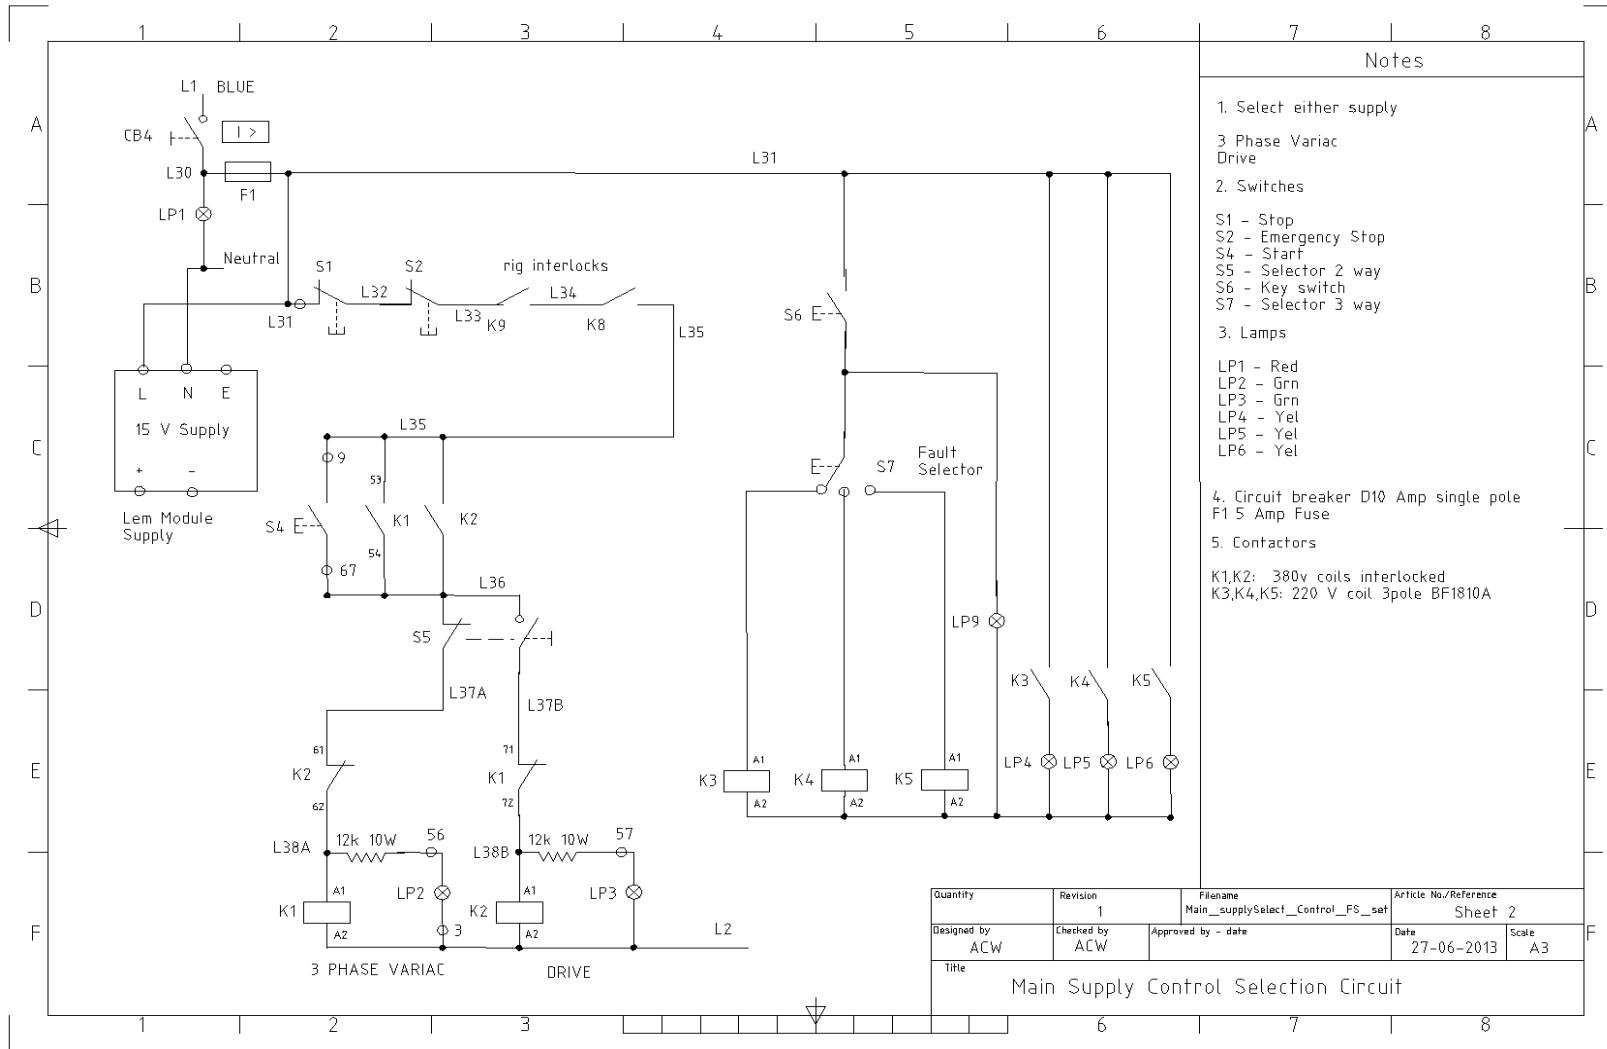 1 2 3 4 5 6 7 8
Notes
L1 BLUE
A A
CB4 I >
L30
F1
L31
LP1
Neutral
B B
S1 S2 rig interlocks
L32 L34
L31 L33 K9 K8 L35
S6 E
L N E
15 V Supply
+ -
Lem Module
Supply
C C
L35
9
53
S4 E K1 K2
54
67
E S7 Fault
Selector
L36
D D
S5
LP9
L37A
L37B
K3 K4 K5
E E
61 71
K2 K1
62 72
A1 A1 A1
K3 K4 K5
A2 A2 A2
LP4 LP5 LP6
12k 10W 56 12k 10W 57
L38A L38B
A1 LP2 A1 LP3
K1 K2
A2 3 A2
F F
L2
3 PHASE VARIAC DRIVE
1. Select either supply
3 Phase Variac
Drive
2. Switches
S1 - Stop
S2 - Emergency Stop
S4 - Start
S5 - Selector 2 way
S6 - Key switch
S7 - Selector 3 way
3. Lamps
LP1 - Red
LP2 - Grn
LP3 - Grn
LP4 - Yel
LP5 - Yel
LP6 - Yel
4. Circuit breaker D10 Amp single pole
F1 5 Amp Fuse
5. Contactors
K1,K2: 380v coils interlocked
K3,K4,K5: 220 V coil 3pole BF1810A
Quantity Revision Filename Article No./Reference
1 Main_supplySelect_Control_FS_set Sheet 2
Designed by Checked by Approved by - date Date Scale
ACW ACW 27-06-2013 A3
Title
Main Supply Control Selection Circuit
1 2 3 6 7 8